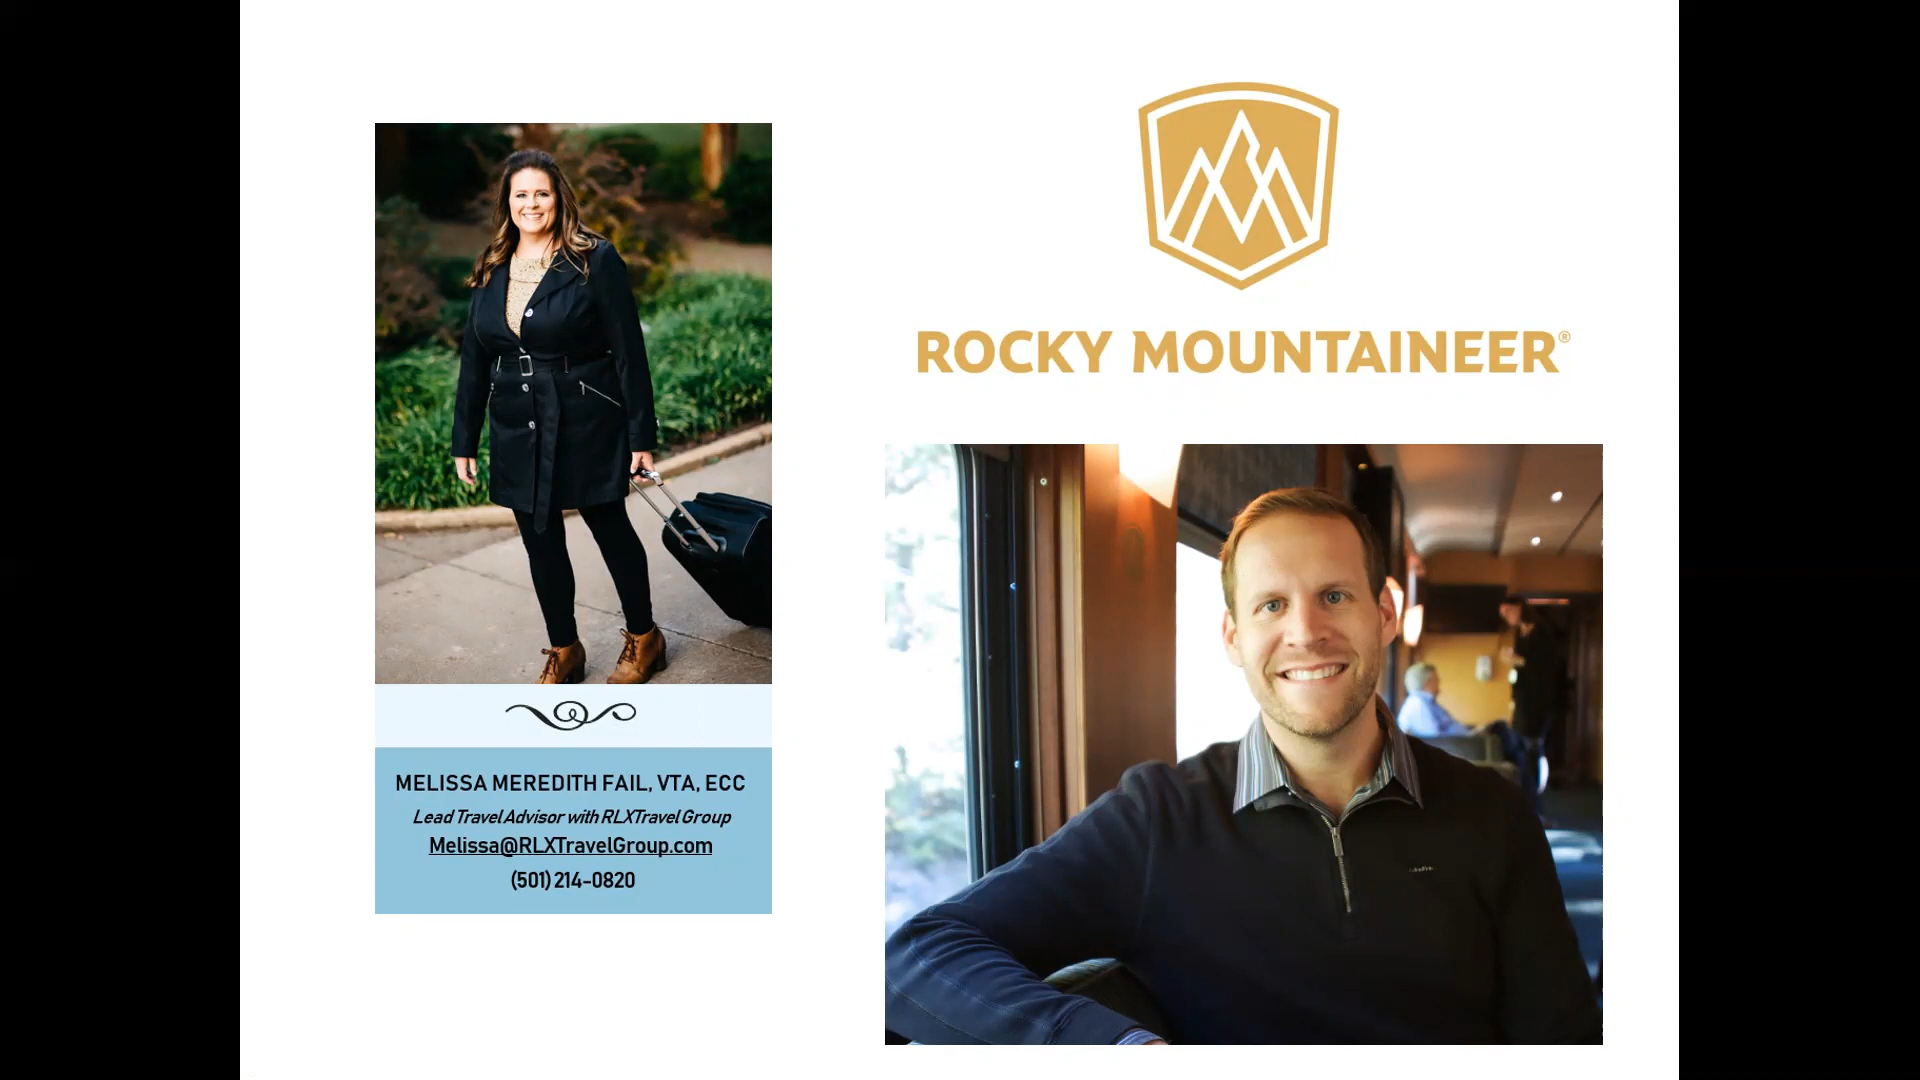 ROCKY MOUNTAINEER®
MELISSA MEREDITH FAIL, VTA, ECC
Lead Travel Advisor with RLXTravel Group
Melissa@RLXTravelGroup.com
(501) 214-0820